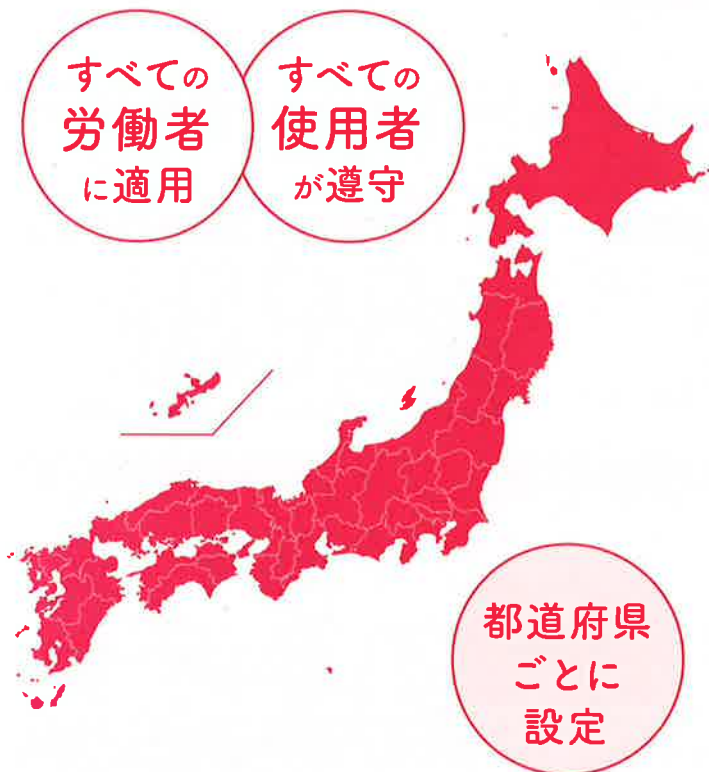 すべての
労働者
に適用
すべての
使用者
が遵守
都道府県
ごとに
設定